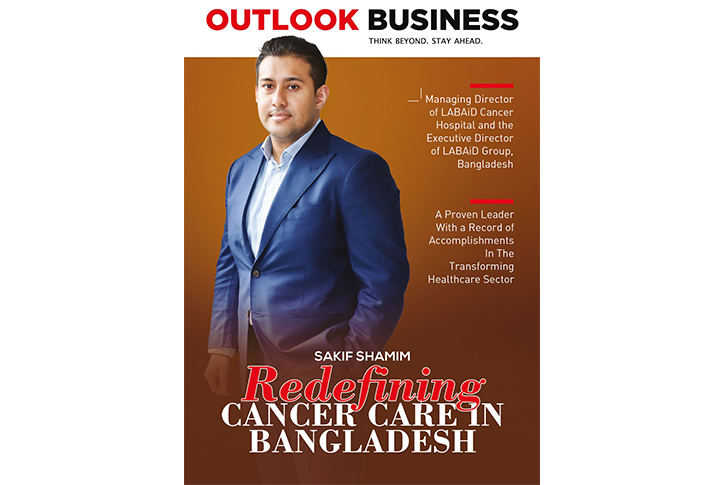 OUTLOOK BUSINESS
THINK BEYOND. STAY AHEAD.
Managing Director
of LABAiD Cancer
Hospital and the
Executive Director
of LABAiD Group,
Bangladesh
A Proven Leader
With a Record of
Accomplishments
In The
Transforming
Healthcare Sector
SAKIF SHAMIM
Redefining
CANCER CARE IN
BANGLADESH